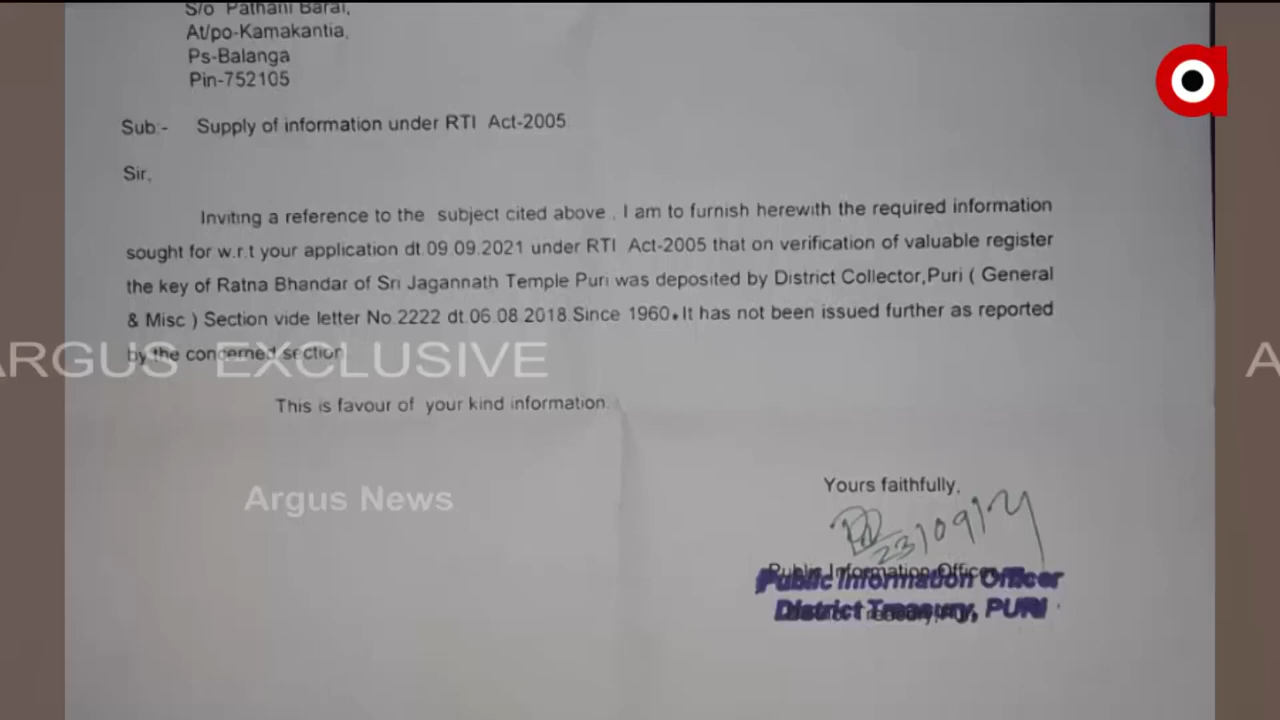 S/o Pathani Baral,
At/po-Kamakantia,
Ps-Balanga
Pin-752105
Sub:- Supply of information under RTI Act-2005.
Sir,
Inviting a reference to the subject cited above , I am to furnish herewith the required information
sought for w.r.t your application dt.09.09.2021 under RTI Act-2005 that on verification of valuable register
the key of Ratna Bhandar of Sri Jagannath Temple Puri was deposited by District Collector,Puri ( General
& Misc ) Section vide letter No.2222 dt.06.08.2018.Since 1960.It has not been issued further as reported
by the concerned section.
ARGUS EXCLUSIVE
A
This is favour of your kind information.
Argus News
Yours faithfully,
23/09/21
Public Information Officer
Public Information Officer
District Treasury, PURI